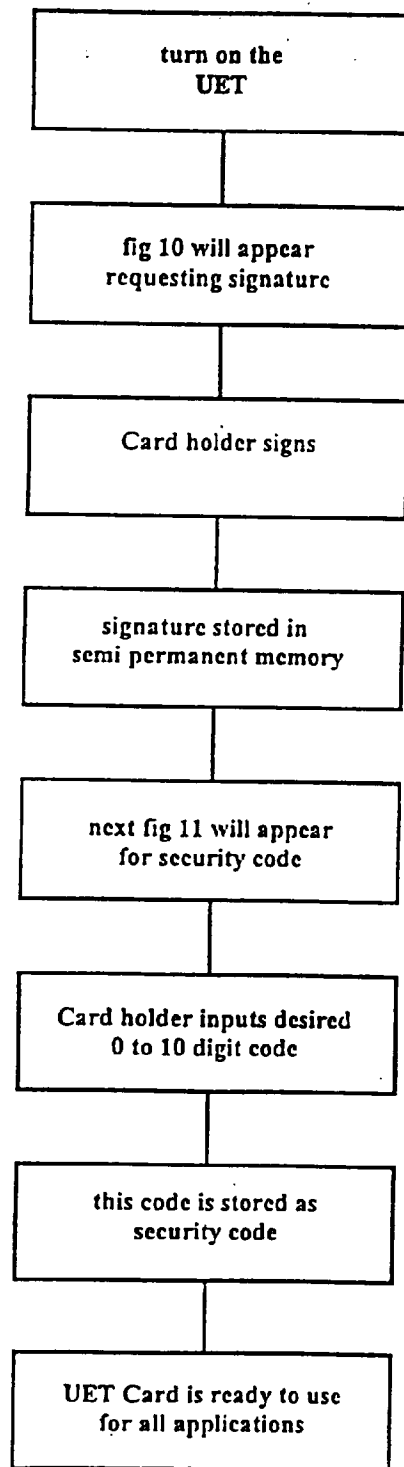 turn on the
UET
fig 10 will appear
requesting signature
Card holder signs
signature stored in
semi permanent memory
next fig 11 will appear
for security code
Card holder inputs desired
0 to 10 digit code
this code is stored as
security code
UET Card is ready to use
for all applications